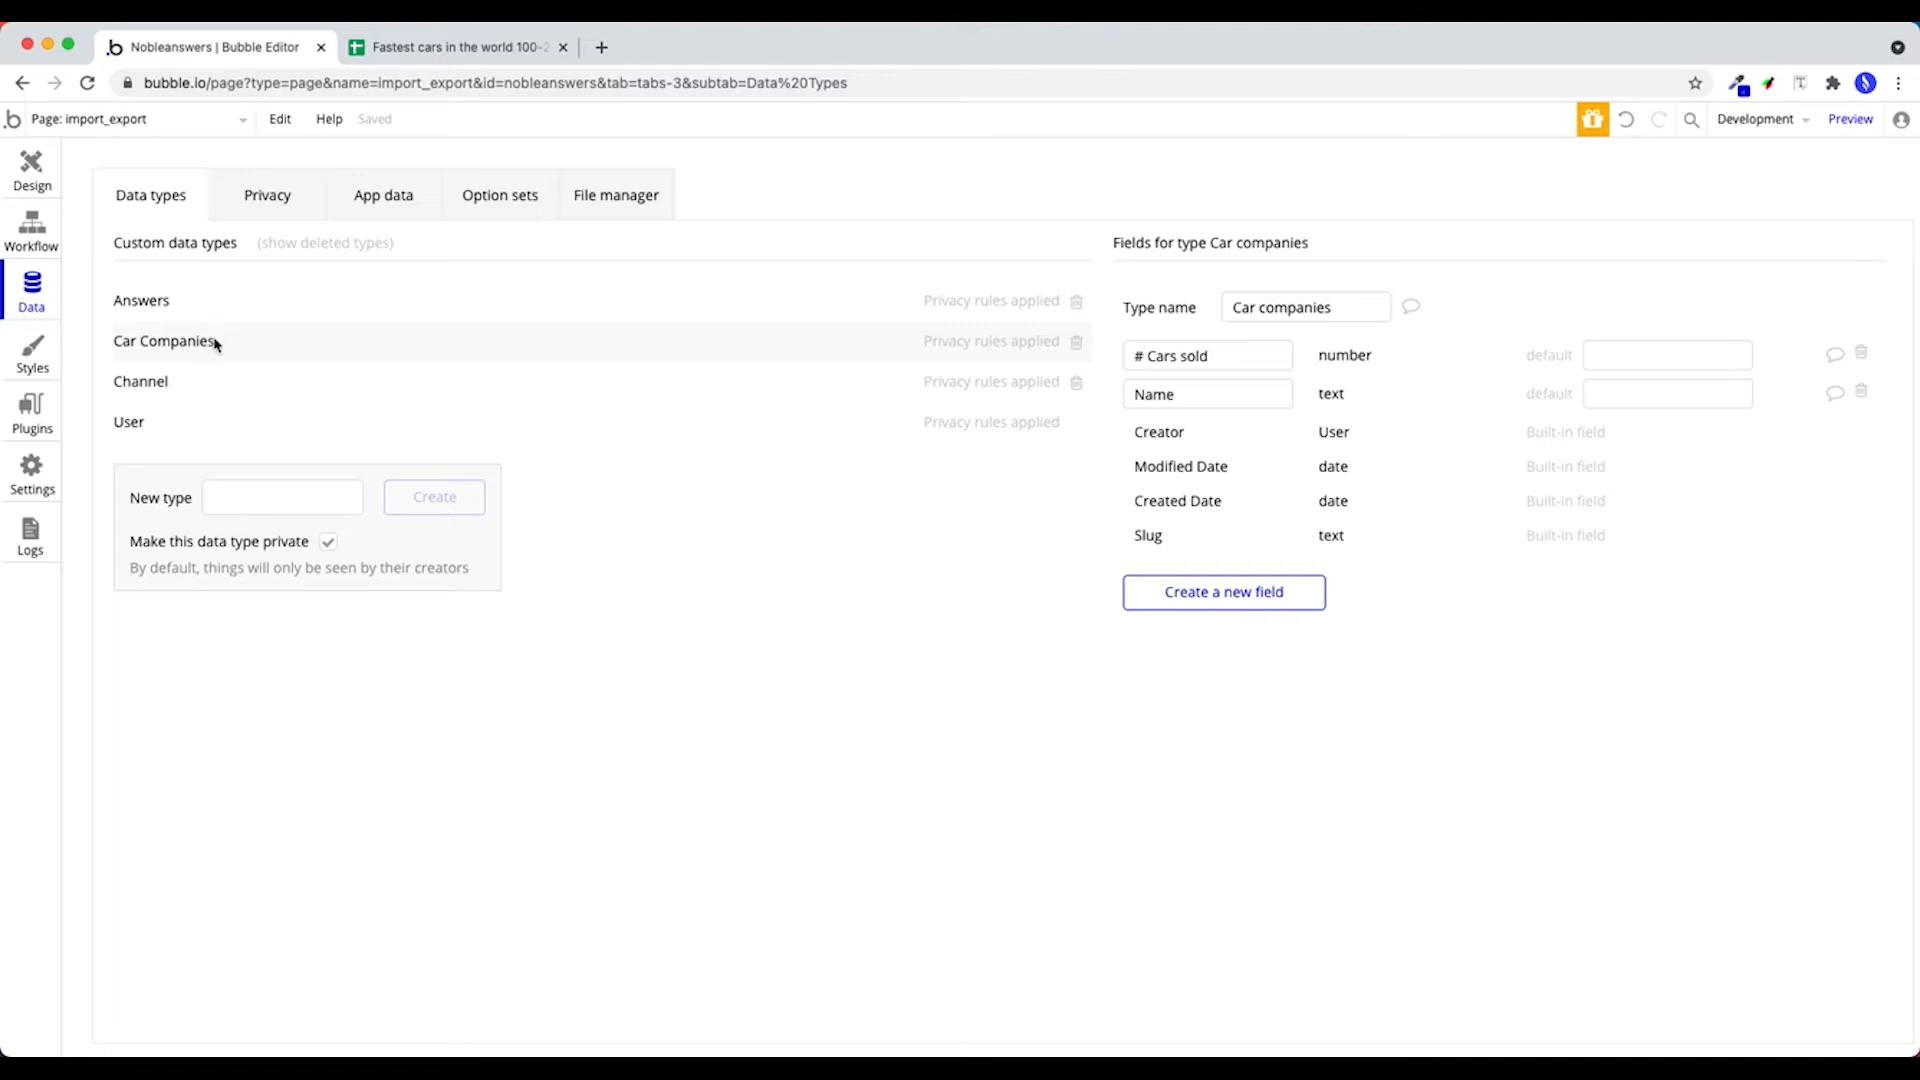 Nobleanswers | Bubble Editor
Fastest cars in the world 100-2
bubble.io/page?type=page&name=import_export&id=nobleanswers&tab=tabs-3&subtab=Data%20Types
Page: import_export
Edit
Help
Saved
Development
Preview
Design
Workflow
Data
Styles
Plugins
Settings
Logs
Data types
Privacy
App data
Option sets
File manager
Custom data types
(show deleted types)
Answers
Privacy rules applied
Car Companies
Privacy rules applied
Channel
Privacy rules applied
User
Privacy rules applied
New type
Create
Make this data type private
By default, things will only be seen by their creators
Fields for type Car companies
Type name
Car companies
# Cars sold
number
default
Name
text
default
Creator
User
Built-in field
Modified Date
date
Built-in field
Created Date
date
Built-in field
Slug
text
Built-in field
Create a new field